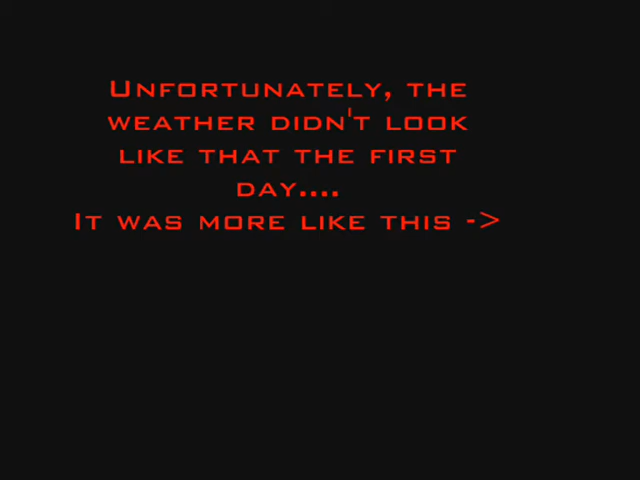 Unfortunately, the
weather didn't look
like that the first
day....
It was more like this ->